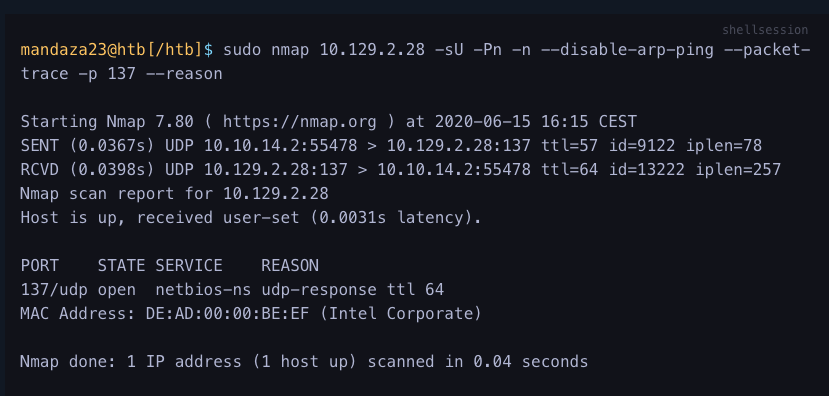 shellsession
mandaza23@htb[/htb]$ sudo nmap 10.129.2.28 -sU -Pn -n --disable-arp-ping --packet-
trace -p 137 --reason
Starting Nmap 7.80 ( https://nmap.org ) at 2020-06-15 16:15 CEST
SENT (0.0367s) UDP 10.10.14.2:55478 > 10.129.2.28:137 ttl=57 id=9122 iplen=78
RCVD (0.0398s) UDP 10.129.2.28:137 > 10.10.14.2:55478 ttl=64 id=13222 iplen=257
Nmap scan report for 10.129.2.28
Host is up, received user-set (0.0031s latency).
PORT    STATE SERVICE    REASON
137/udp open  netbios-ns udp-response ttl 64
MAC Address: DE:AD:00:00:BE:EF (Intel Corporate)
Nmap done: 1 IP address (1 host up) scanned in 0.04 seconds